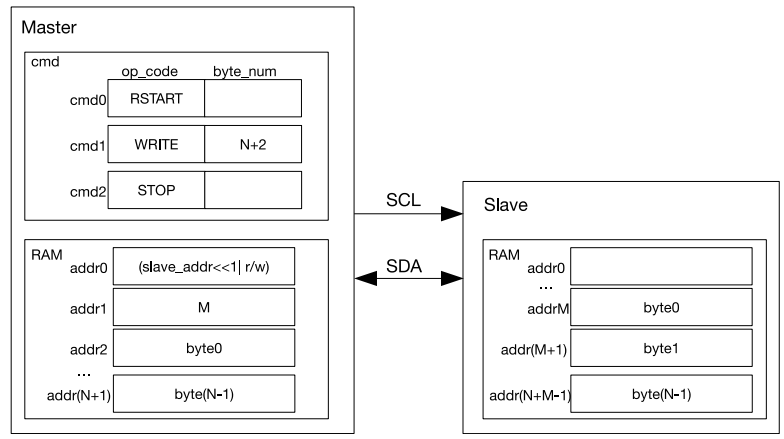 Master
cmd
op_code byte_num
cmd0 RSTART
cmd1 WRITE N+2
cmd2 STOP
RAM
addr0 (slave_addr<<1| r/w)
addr1 M
addr2 byte0
...
addr(N+1) byte(N-1)
SCL
SDA
Slave
RAM
addr0
...
addrM byte0
addr(M+1) byte1
addr(N+M-1) byte(N-1)